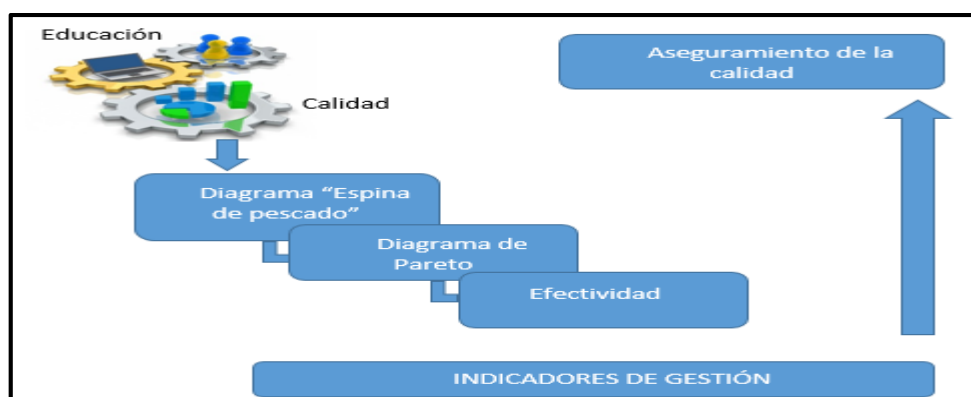 Educación
Calidad
Aseguramiento de la
calidad
Diagrama “Espina
de pescado”
Diagrama de
Pareto
Efectividad
INDICADORES DE GESTIÓN